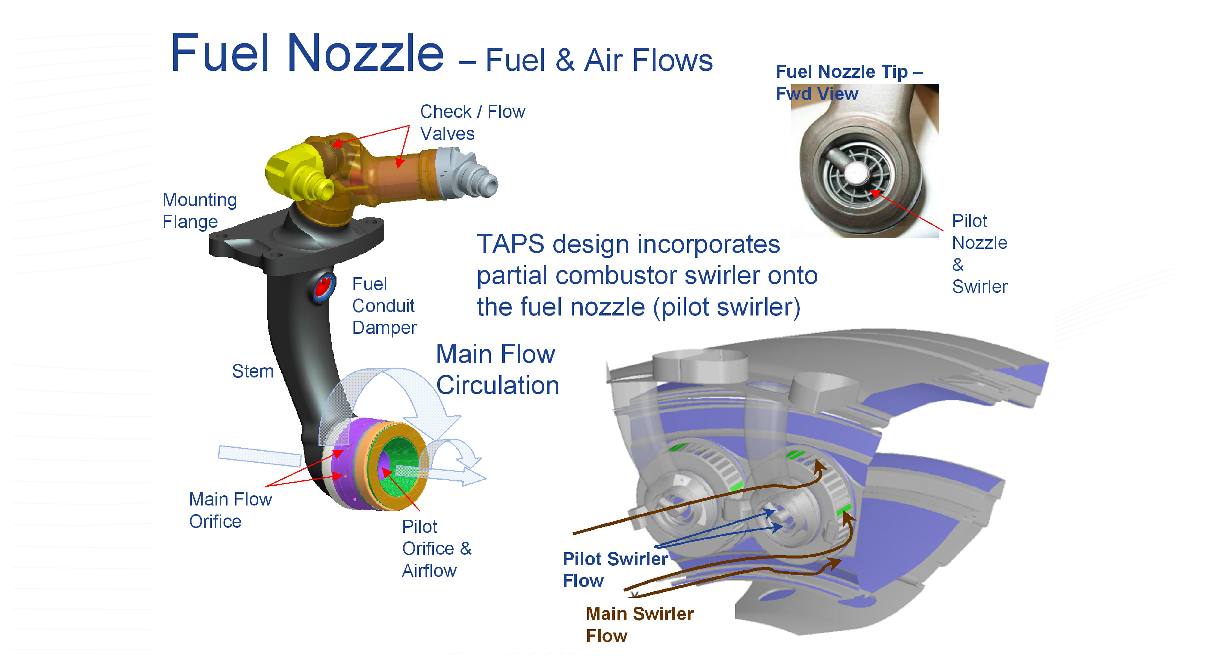 Fuel Nozzle – Fuel & Air Flows
Fuel Nozzle Tip –
Fwd View
Check / Flow
Valves
Mounting
Flange
Pilot
Nozzle
&
Swirler
TAPS design incorporates
partial combustor swirler onto
the fuel nozzle (pilot swirler)
Fuel
Conduit
Damper
Main Flow
Circulation
Stem
Main Flow
Orifice
Pilot
Orifice &
Airflow
Pilot Swirler
Flow
Main Swirler
Flow